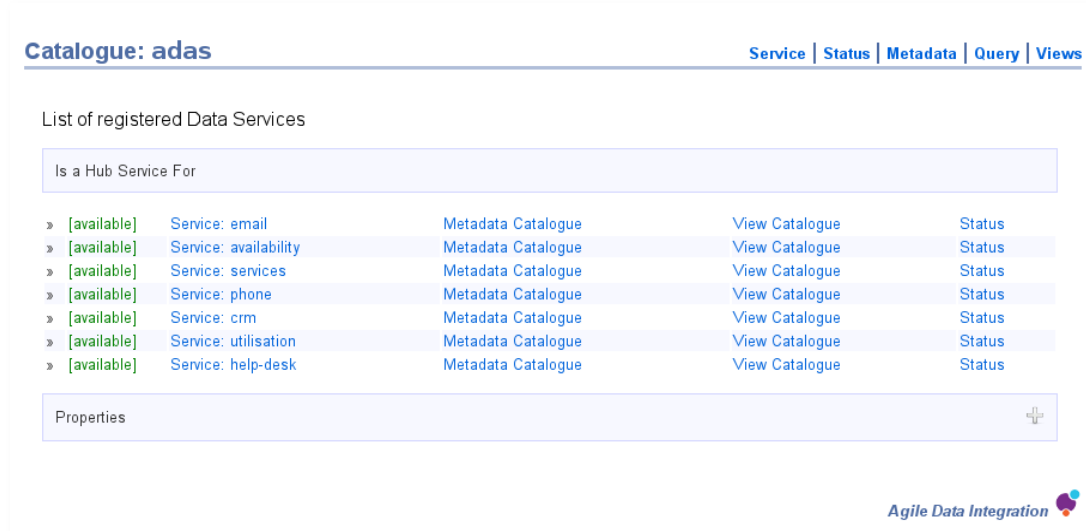 Catalogue: adas
Service | Status | Metadata | Query | Views
List of registered Data Services
Is a Hub Service For
» [available] Service: email Metadata Catalogue View Catalogue Status
» [available] Service: availability Metadata Catalogue View Catalogue Status
» [available] Service: services Metadata Catalogue View Catalogue Status
» [available] Service: phone Metadata Catalogue View Catalogue Status
» [available] Service: crm Metadata Catalogue View Catalogue Status
» [available] Service: utilisation Metadata Catalogue View Catalogue Status
» [available] Service: help-desk Metadata Catalogue View Catalogue Status
Properties
Agile Data Integration